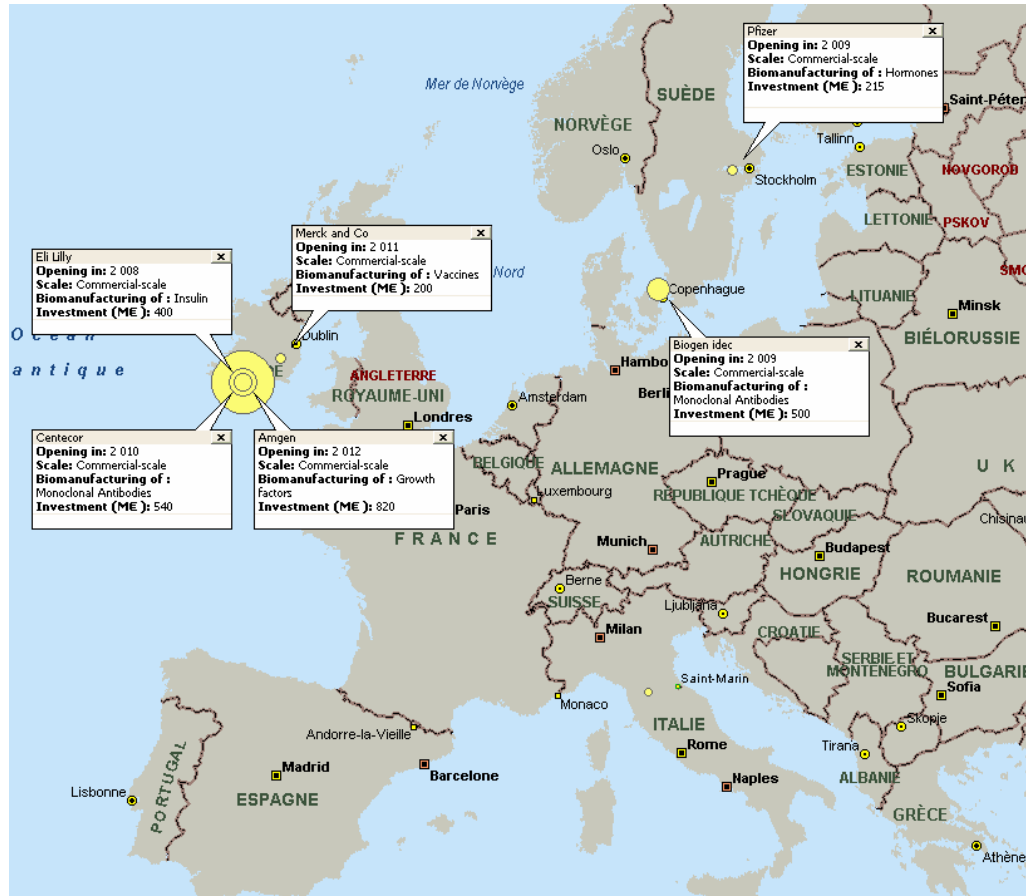 Pfizer
Opening in: 2 009
Scale: Commercial-scale
Biomanufacturing of : Hormones
Investment (M€ ): 215
Mer de Norvège
SUÈDE
Saint-Péter
NORVÈGE
Oslo
Tallinn
Stockholm
ESTONIE
NOVGOROD
LETTONIE
PSKOV
Merck and Co
Opening in: 2 011
Scale: Commercial-scale
Biomanufacturing of : Vaccines
Investment (M€ ): 200
Eli Lilly
Opening in: 2 008
Scale: Commercial-scale
Biomanufacturing of : Insulin
Investment (M€ ): 400
Nord
SMO
Copenhague
LITUANIE
Minsk
BIÉLORUSSIE
Océan
antique
Dublin
ANGLETERRE
ROYAUME-UNI
Londres
Amsterdam
Hambo
Berli
Biogen idec
Opening in: 2 009
Scale: Commercial-scale
Biomanufacturing of :
Monoclonal Antibodies
Investment (M€ ): 500
Centecor
Opening in: 2 010
Scale: Commercial-scale
Biomanufacturing of :
Monoclonal Antibodies
Investment (M€ ): 540
Amgen
Opening in: 2 012
Scale: Commercial-scale
Biomanufacturing of : Growth
factors
Investment (M€ ): 820
BELGIQUE
ALLEMAGNE
Prague
U K
Luxembourg
RÉPUBLIQUE TCHÈQUE
Paris
SLOVAQUIE
Chisinau
FRANCE
Munich
AUTRICHE
Budapest
HONGRIE
ROUMANIE
Berne
SUISSE
Ljubljana
Milan
CROATIE
Bucarest
SERBIE ET
MONTENEGRO
BULGARIE
Saint-Marin
Sofia
Monaco
Andorre-la-Vieille
ITALIE
Skopje
Rome
Tirana
Madrid
Barcelone
Naples
ALBANIE
Lisbonne
PORTUGAL
ESPAGNE
GRÈCE
Athène